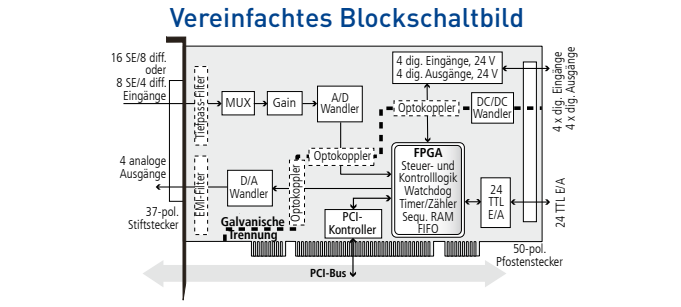 Vereinfachtes Blockschaltbild
16 SE/8 diff.
oder
8 SE/4 diff.
Eingänge
Tiefpass-Filter
MUX
Gain
A/D
Wandler
4 dig. Eingänge, 24 V
4 dig. Ausgänge, 24 V
Optokoppler
DC/DC
Wandler
4 x dig. Eingänge
4 x dig. Ausgänge
4 analoge
Ausgänge
EMI-Filter
D/A
Wandler
Optokoppler
Optokoppler
FPGA
Steuer- und
Kontrolllogik
Watchdog
Timer/Zähler
Sequ. RAM
FIFO
24
TTL
E/A
24 TTL E/A
37-pol.
Stiftstecker
Galvanische
Trennung
PCI-
Kontroller
50-pol.
Pfostenstecker
PCI-Bus